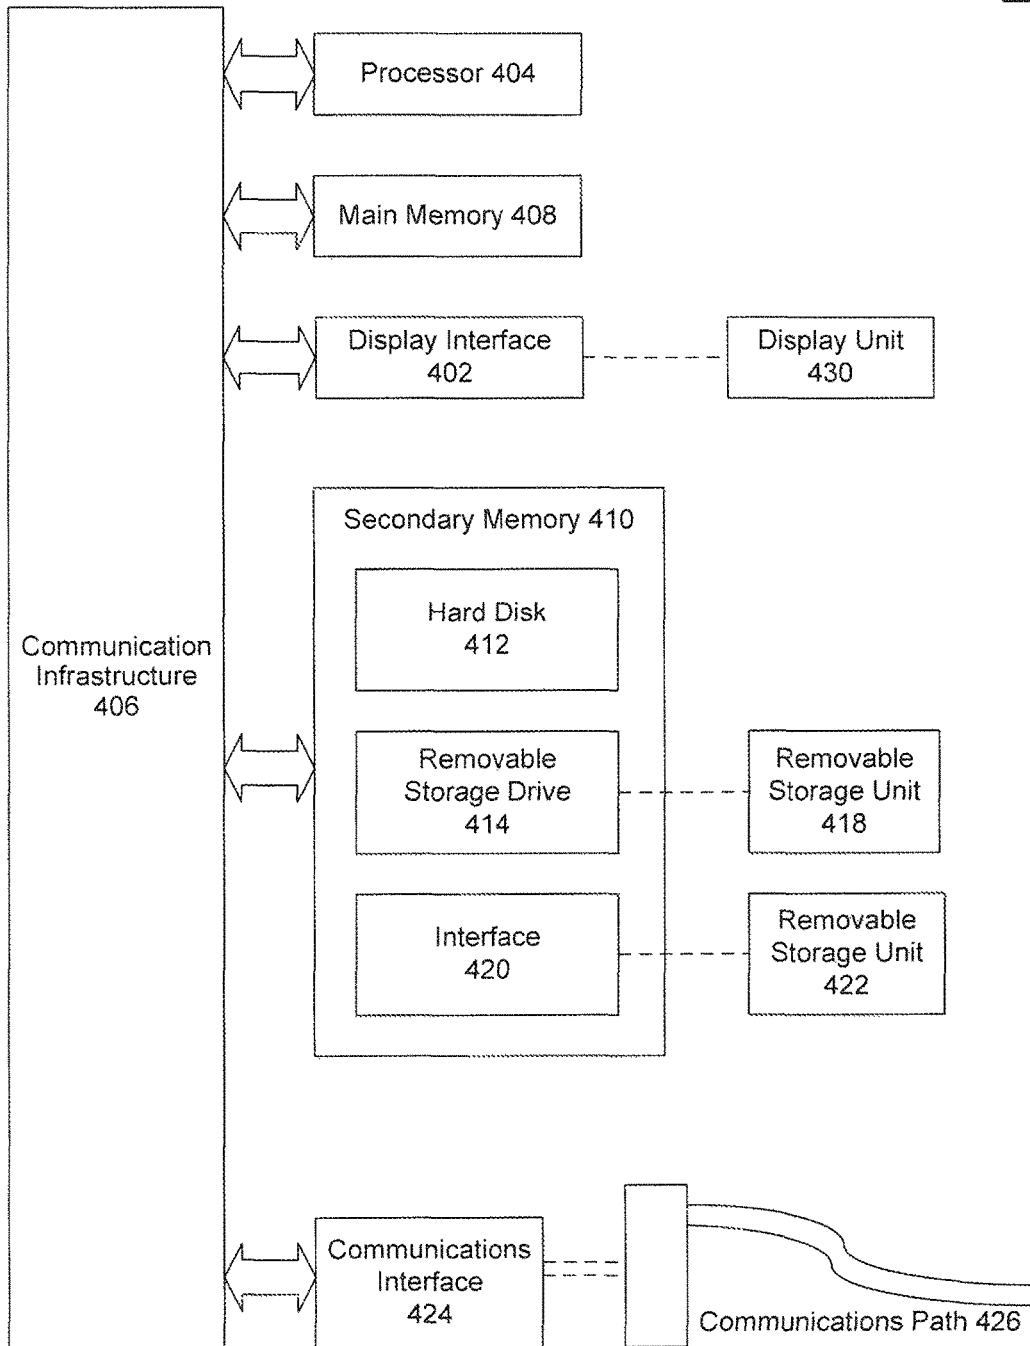 Processor 404
Main Memory 408
Display Interface
402
Display Unit
430
Secondary Memory 410
Hard Disk
412
Communication
Infrastructure
406
Removable
Storage Drive
414
Removable
Storage Unit
418
Interface
420
Removable
Storage Unit
422
Communications
Interface
424
Communications Path 426